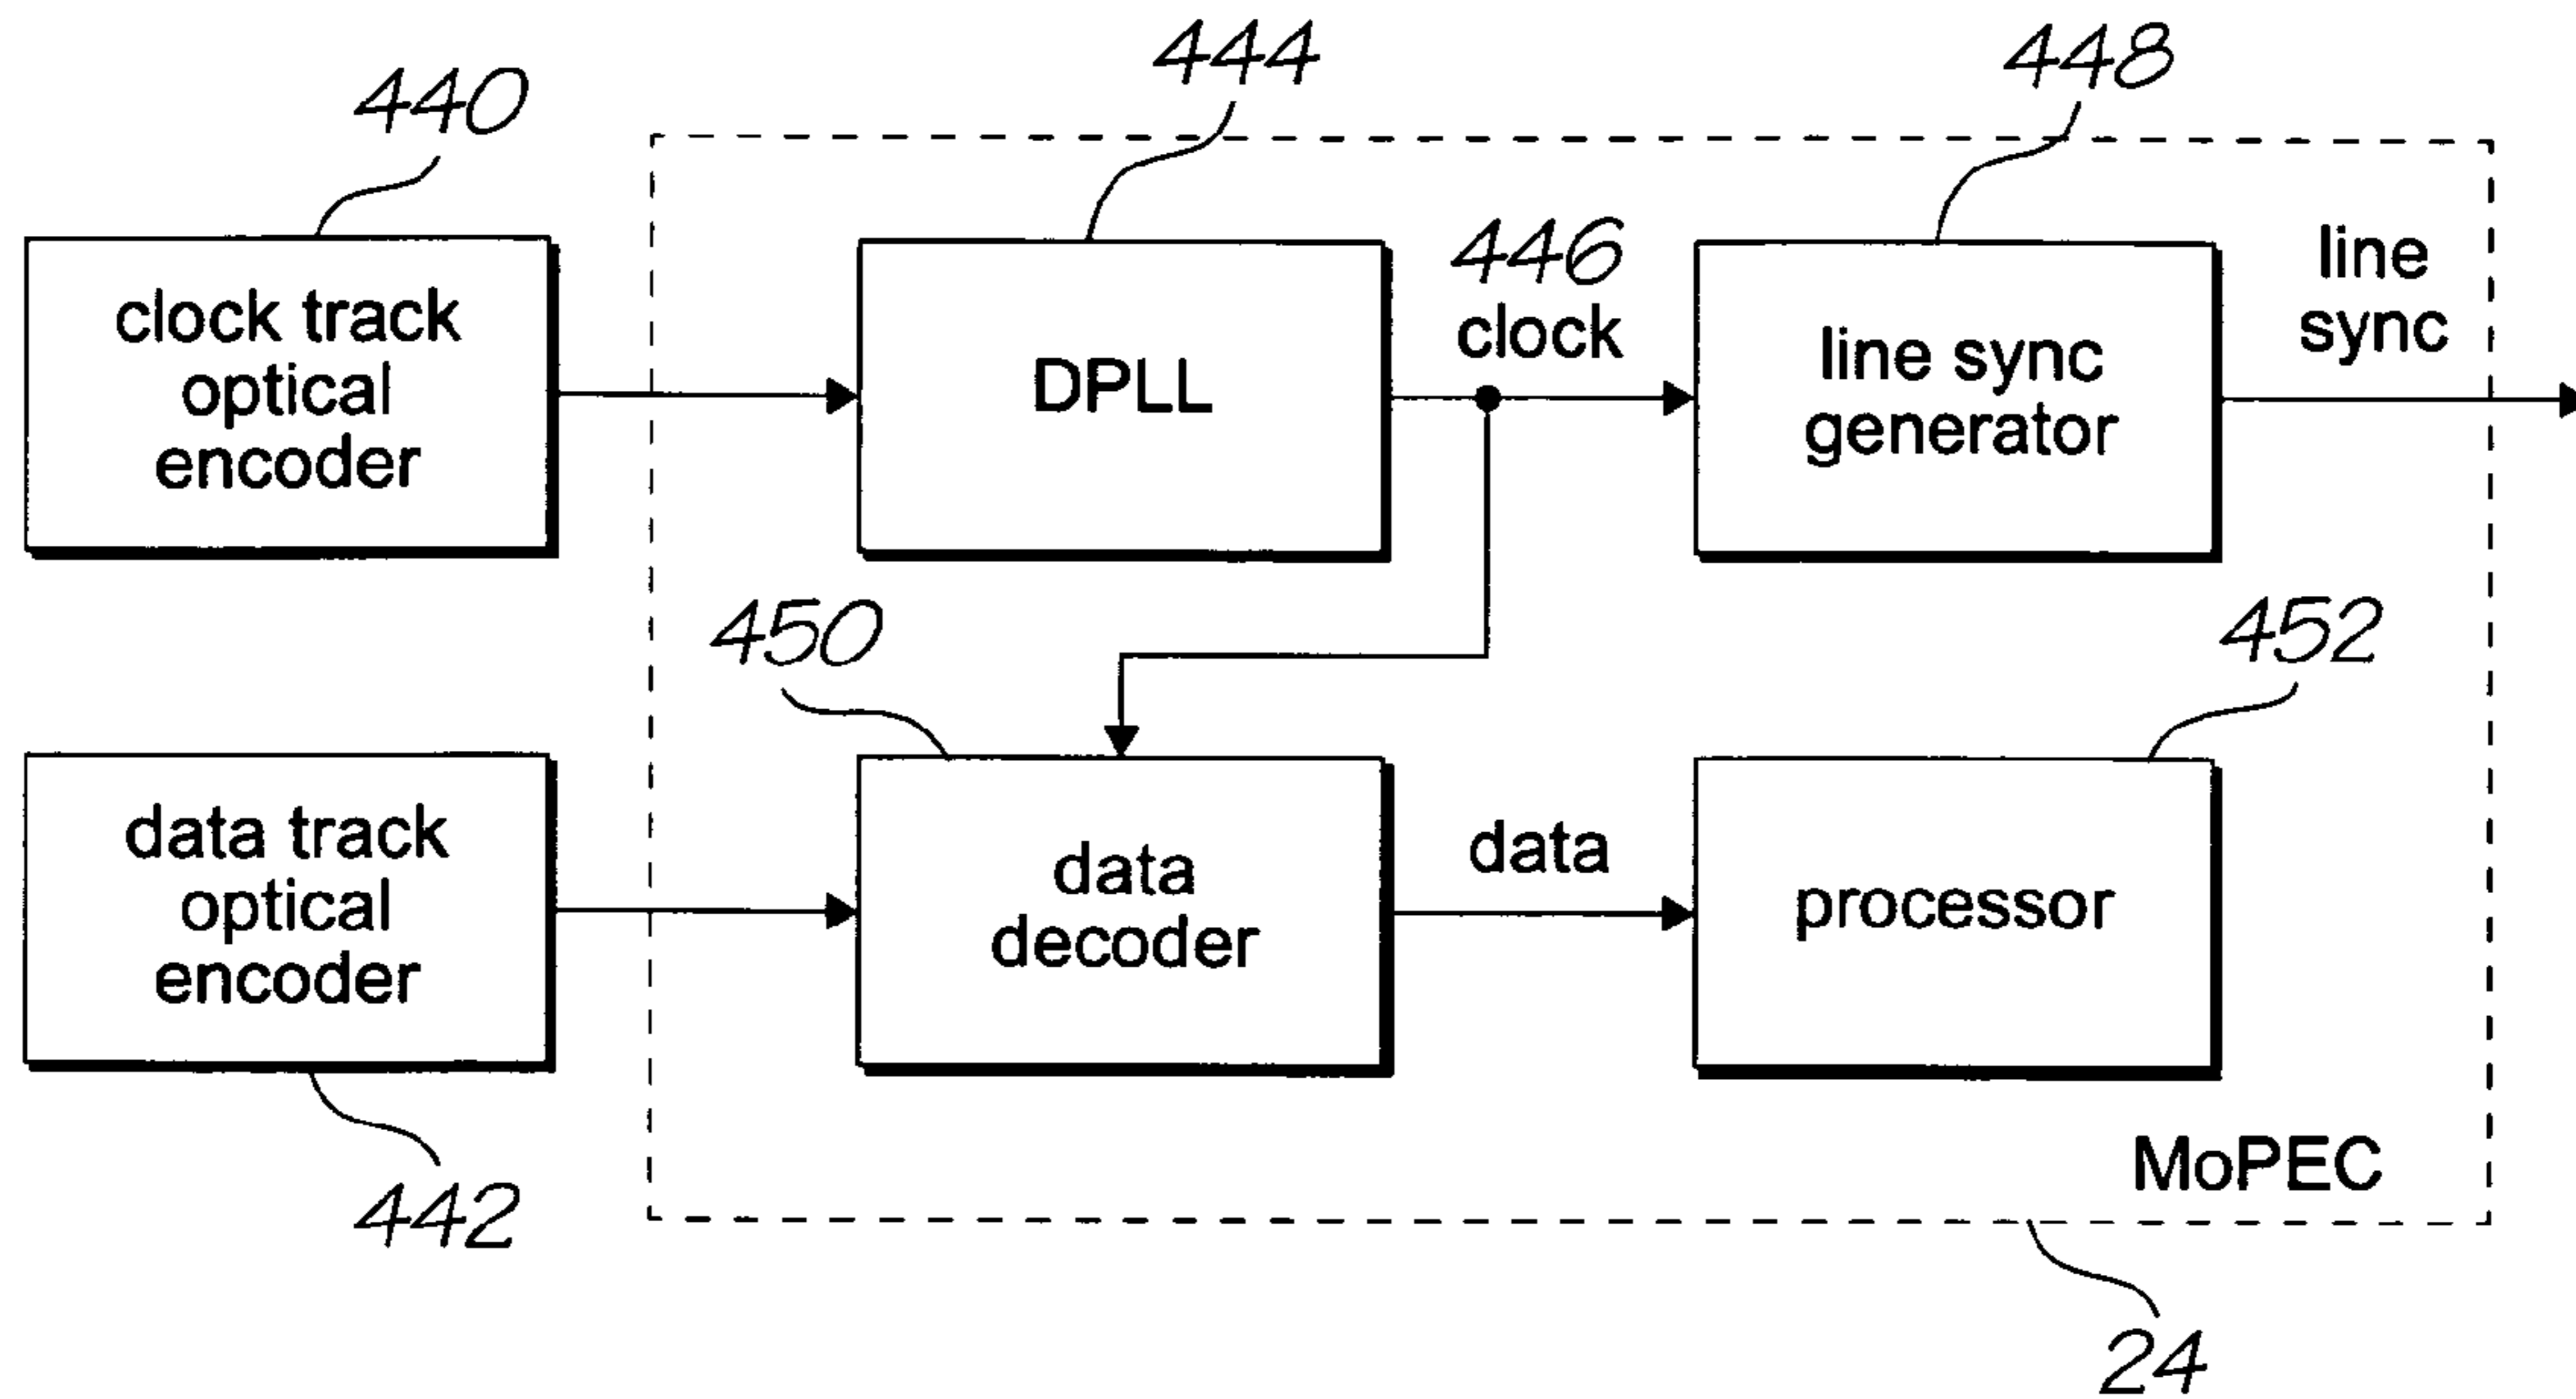 440
444
448
clock track
optical
encoder
DPLL
446
clock
line sync
generator
line
sync
450
452
data track
optical
encoder
data
decoder
data
processor
MoPEC
442
24